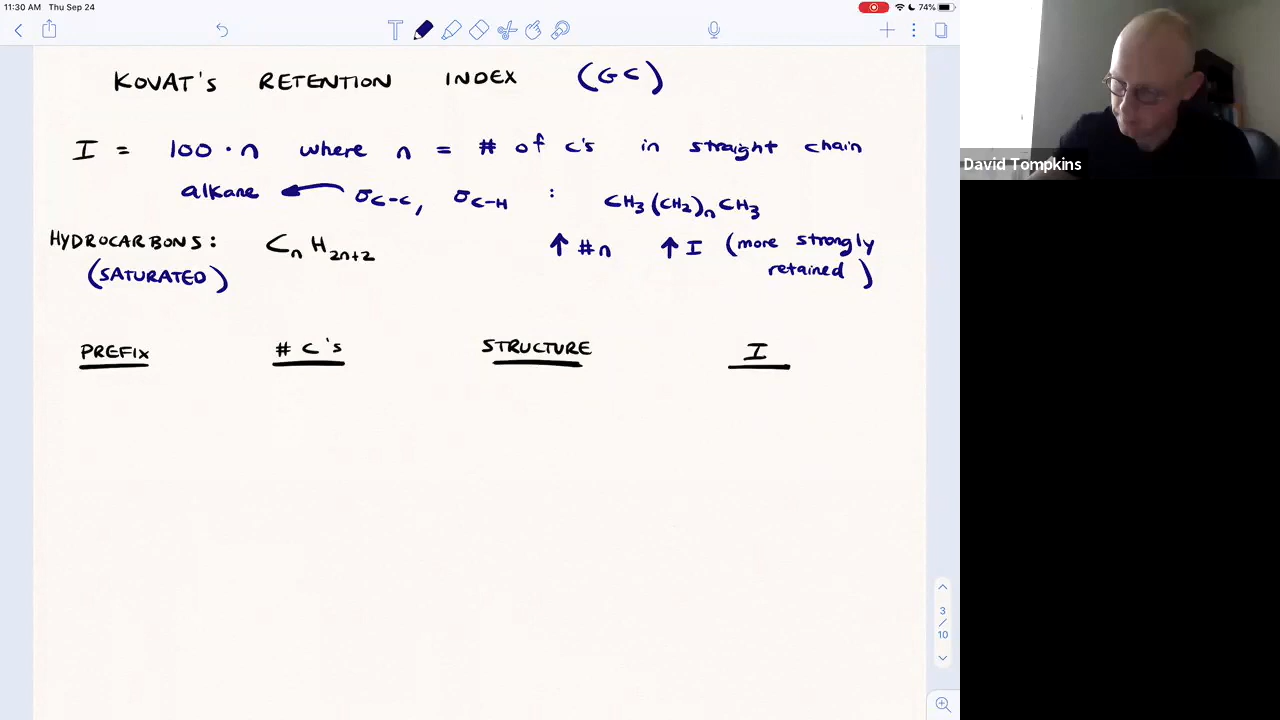 11:30 AM Thu Sep 24
74%
KOVAT's RETENTION INDEX (GC)
I = 100 · n where n = # of c's in straight chain
alkane ← σC-C, σC-H : CH3(CH2)nCH3
HYDROCARBONS: CnH2n+2 ↑ #n ↑ I (more strongly
(SATURATED) retained)
PREFIX # C's STRUCTURE I
3
/
10
David Tompkins